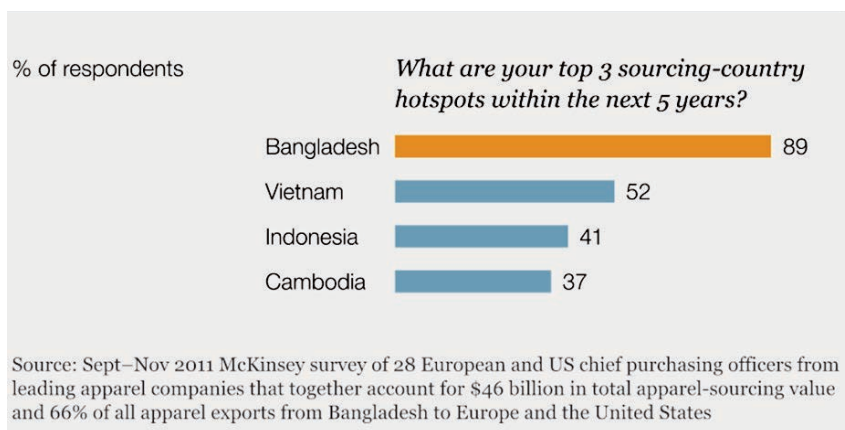 % of respondents
What are your top 3 sourcing-country
hotspots within the next 5 years?
Bangladesh 89
Vietnam 52
Indonesia 41
Cambodia 37
Source: Sept–Nov 2011 McKinsey survey of 28 European and US chief purchasing officers from
leading apparel companies that together account for $46 billion in total apparel-sourcing value
and 66% of all apparel exports from Bangladesh to Europe and the United States